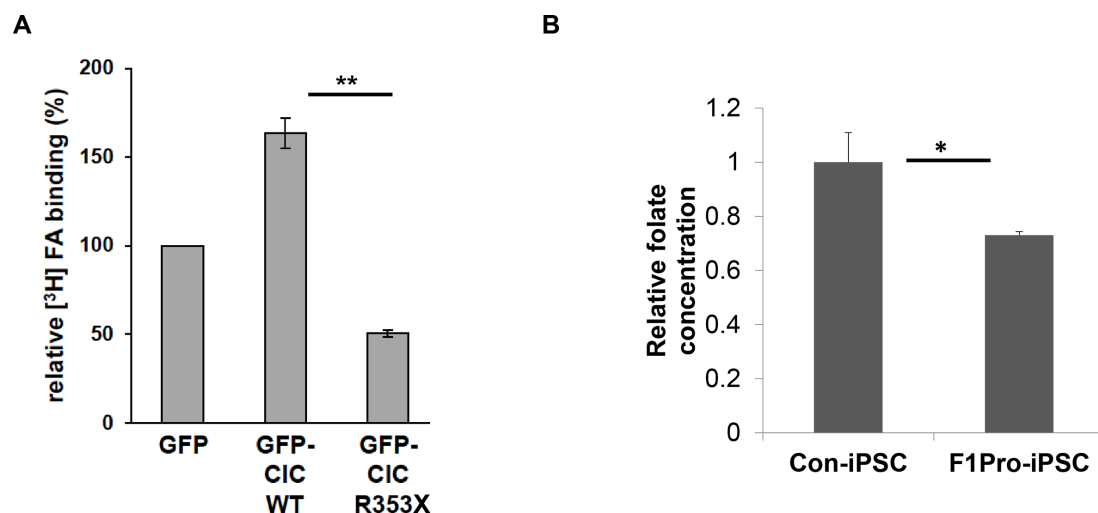 A
relative [³H] FA binding (%)
200
150
100
50
0
**
GFP
GFP-
CIC
WT
GFP-
CIC
R353X
B
Relative folate
concentration
1.2
1
0.8
0.6
0.4
0.2
0
*
Con-iPSC
F1Pro-iPSC